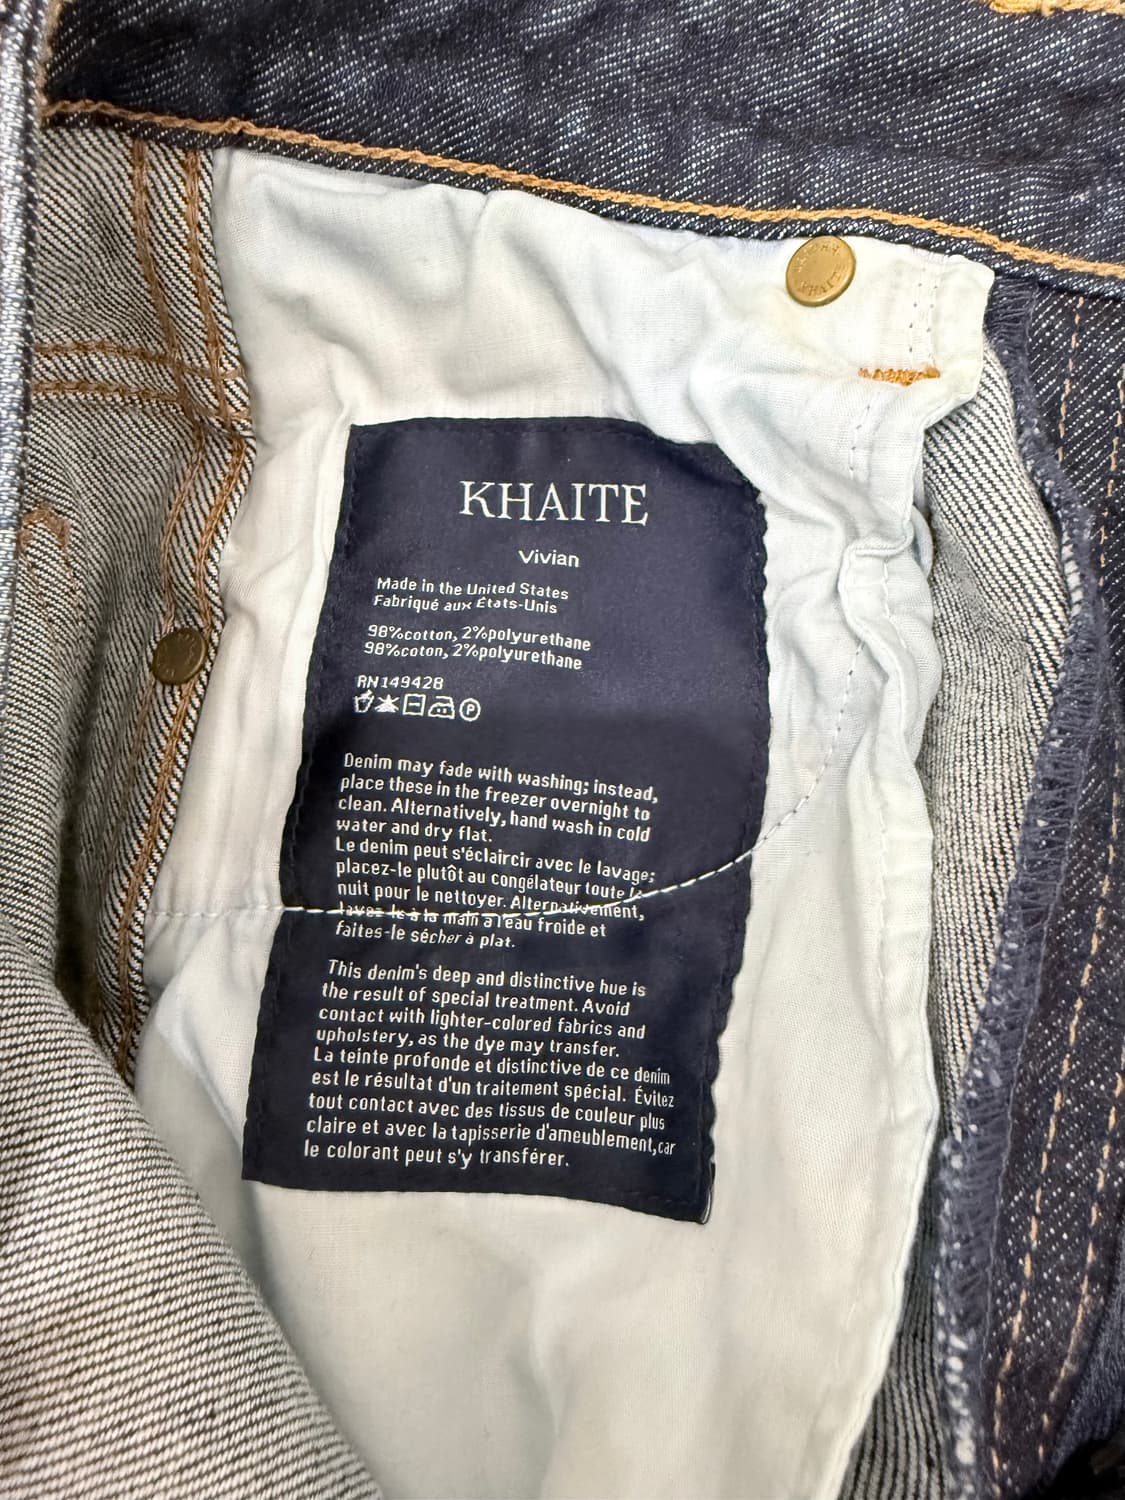 KHAITE
KHAITE
Vivian
Made in the United States
Fabriqué aux États-Unis
98%cotton, 2%polyurethane
98%coton, 2%polyurethane
RN149428
P
Denim may fade with washing; instead,
place these in the freezer overnight to
clean. Alternatively, hand wash in cold
water and dry flat.
Le denim peut s'éclaircir avec le lavage;
placez-le plutôt au congélateur toute la
nuit pour le nettoyer. Alternativement,
lavez-le à la main à l'eau froide et
faites-le sécher à plat.
This denim's deep and distinctive hue is
the result of special treatment. Avoid
contact with lighter-colored fabrics and
upholstery, as the dye may transfer.
La teinte profonde et distinctive de ce denim
est le résultat d'un traitement spécial. Évitez
tout contact avec des tissus de couleur plus
claire et avec la tapisserie d'ameublement,car
le colorant peut s'y transférer.